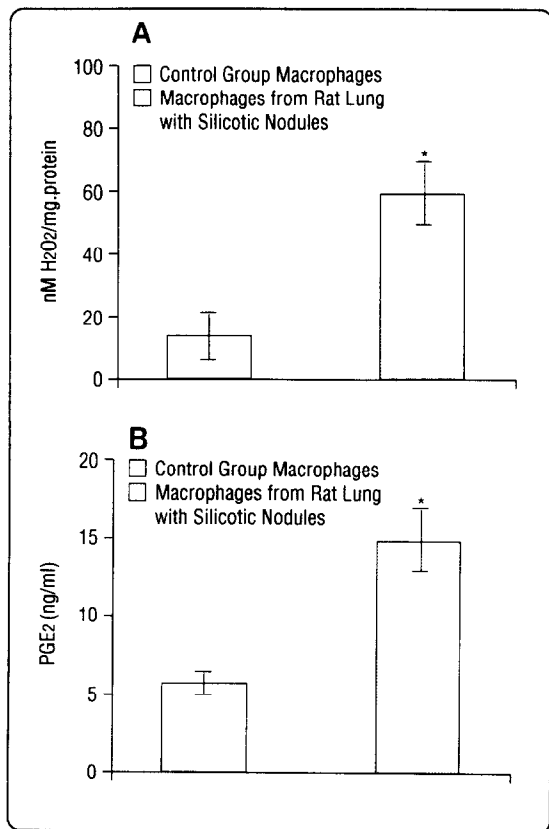 A
100
80
60
40
20
0
nM H2O2/mg.protein
Control Group Macrophages
Macrophages from Rat Lung
with Silicotic Nodules
*
B
20
15
10
5
0
PGE2 (ng/ml)
Control Group Macrophages
Macrophages from Rat Lung
with Silicotic Nodules
*